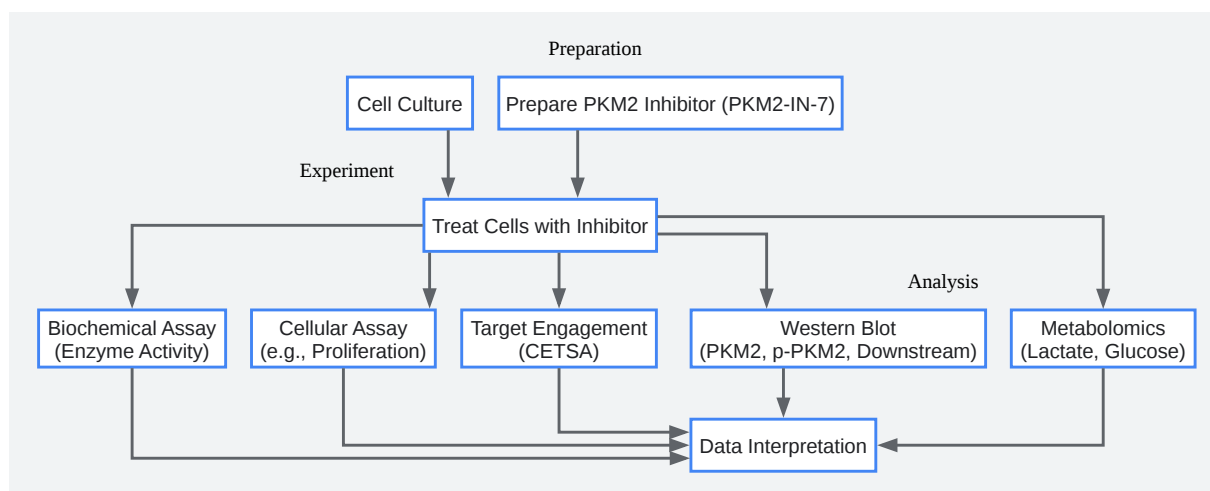 Preparation
Cell Culture
Prepare PKM2 Inhibitor (PKM2-IN-7)
Experiment
Treat Cells with Inhibitor
Analysis
Biochemical Assay
(Enzyme Activity)
Cellular Assay
(e.g., Proliferation)
Target Engagement
(CETSA)
Western Blot
(PKM2, p-PKM2, Downstream)
Metabolomics
(Lactate, Glucose)
Data Interpretation